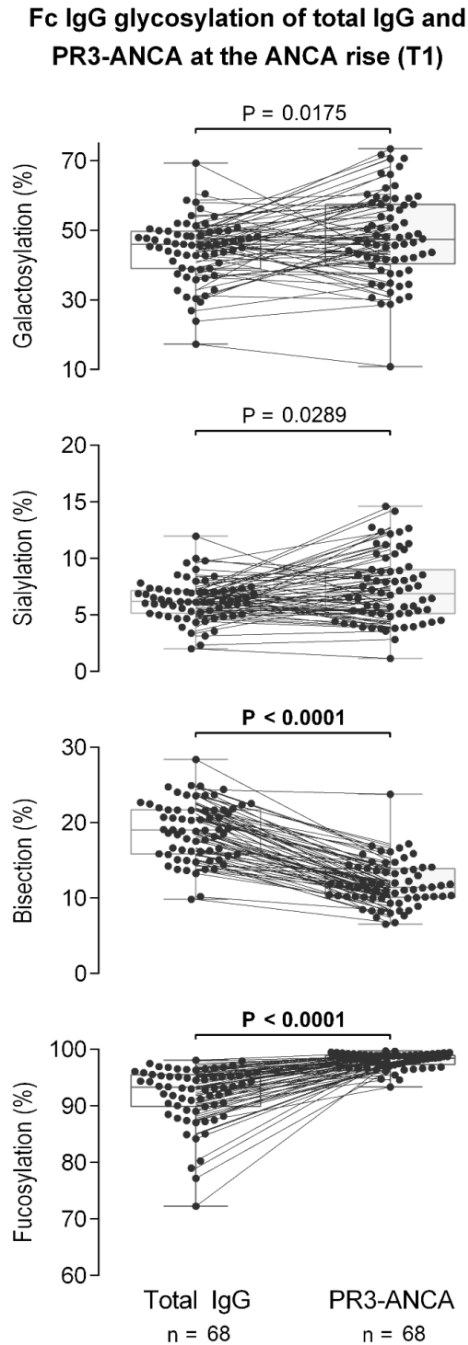 Fc IgG glycosylation of total IgG and
PR3-ANCA at the ANCA rise (T1)
P = 0.0175
Galactosylation (%)
70
50
30
10
P = 0.0289
Sialylation (%)
20
15
10
5
0
P < 0.0001
Bisection (%)
30
20
10
0
P < 0.0001
Fucosylation (%)
100
90
80
70
60
Total IgG PR3-ANCA
n = 68 n = 68